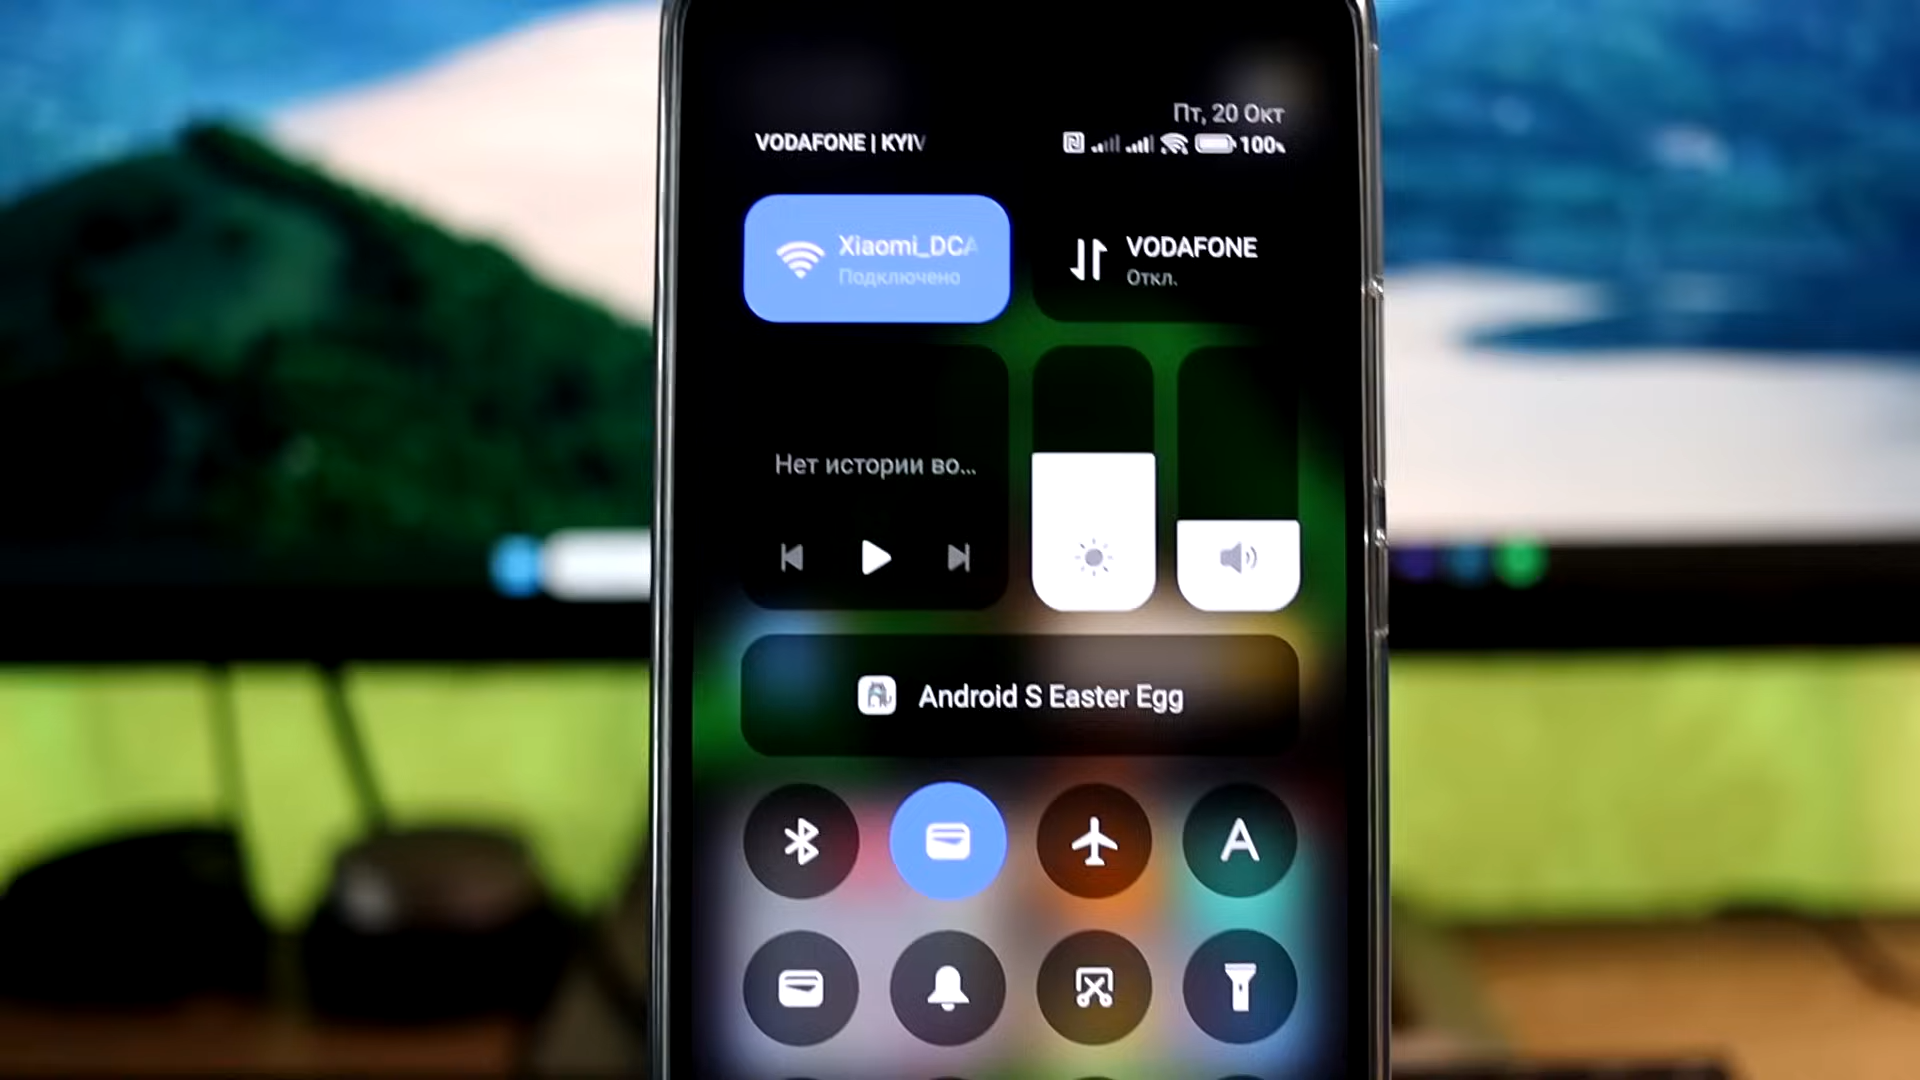 Пт, 20 Окт
VODAFONE | KYIV
100%
Xiaomi_DCA
Подключено
VODAFONE
Откл.
Нет истории во...
Android S Easter Egg
A